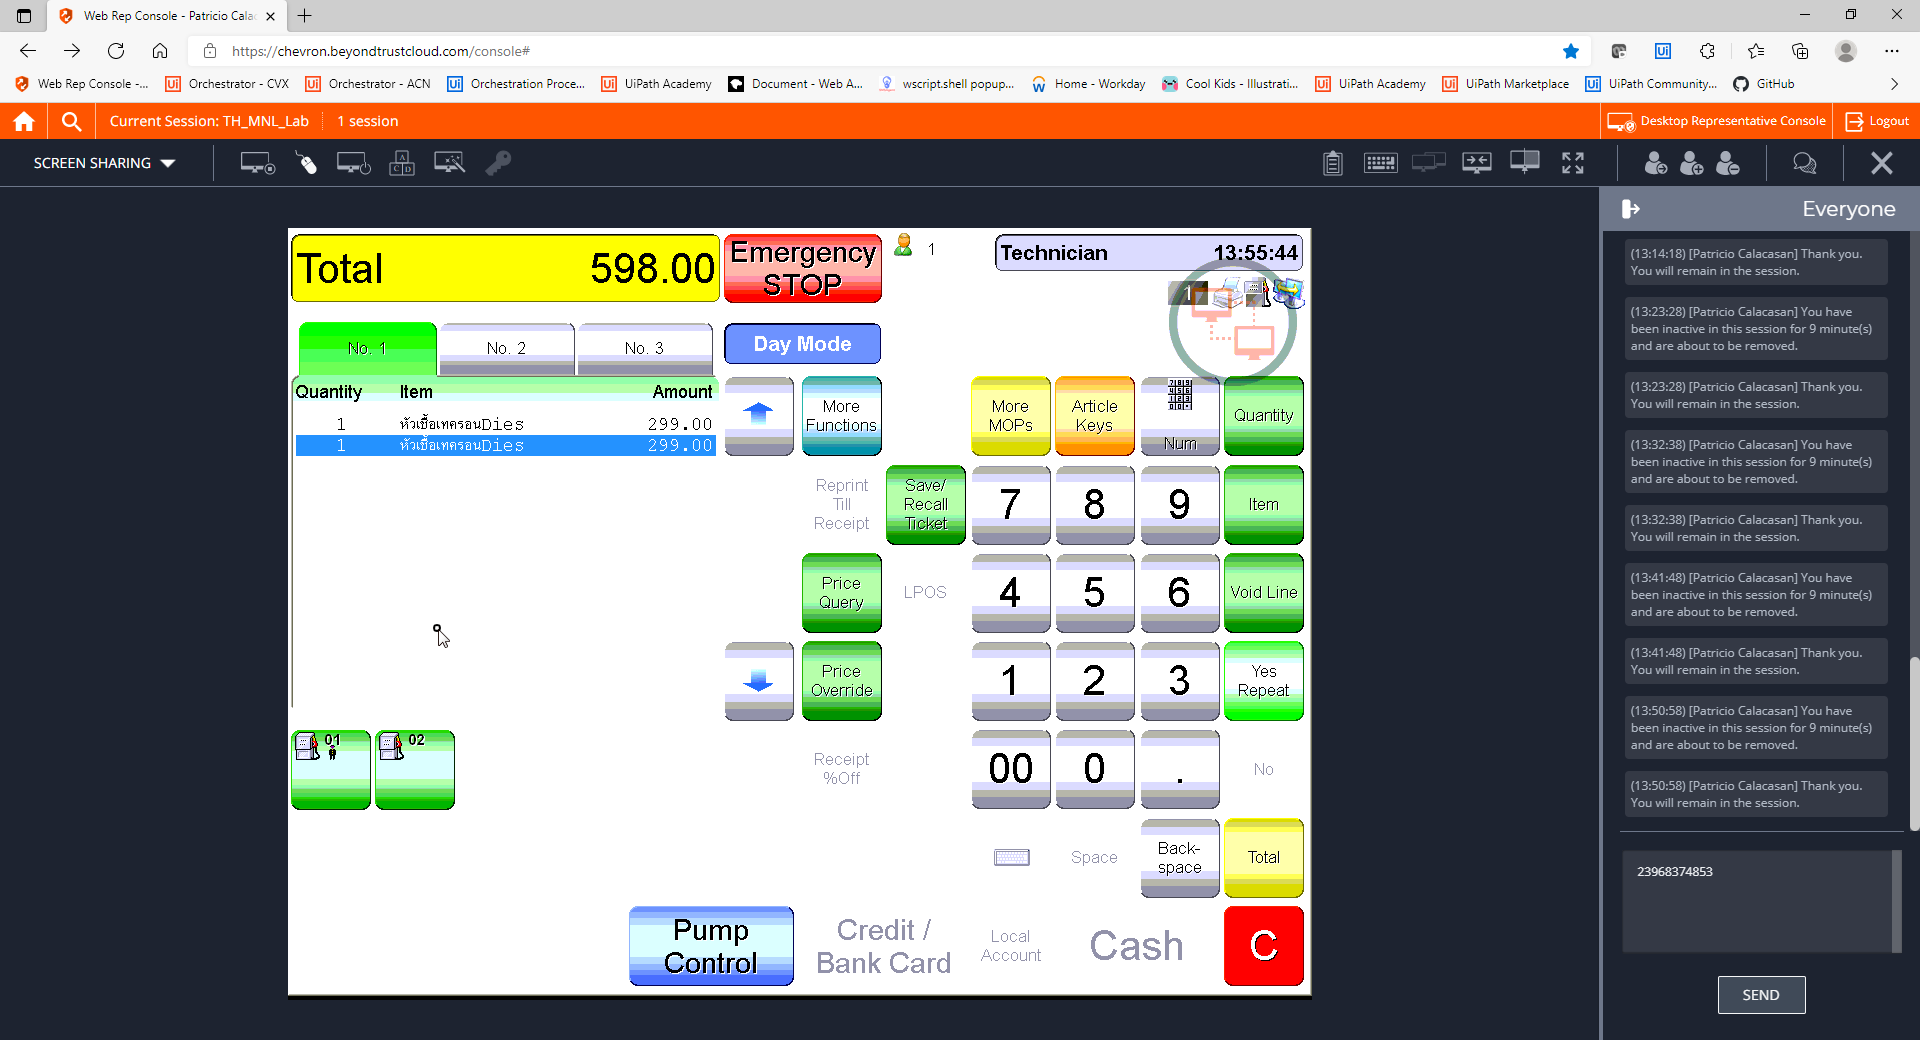 Web Rep Console - Patricio Cala
https://chevron.beyondtrustcloud.com/console#
Web Rep Console -...
Orchestrator - CVX
Orchestrator - ACN
Orchestration Proce...
UiPath Academy
Document - Web A...
wscript.shell popup...
Home - Workday
Cool Kids - Illustrati...
UiPath Academy
UiPath Marketplace
UiPath Community...
GitHub
Current Session: TH_MNL_Lab
1 session
Desktop Representative Console
Logout
SCREEN SHARING
Everyone
Total 598.00
Emergency
STOP
1
Technician 13:55:44
1
No. 1
No. 2
No. 3
Day Mode
Quantity Item Amount
1 หัวเชื้อเทครอนDies 299.00
1 หัวเชื้อเทครอนDies 299.00
More
Functions
More
MOPs
Article
Keys
Num
Quantity
Reprint
Till
Receipt
Save/
Recall
Ticket
7
8
9
Item
Price
Query
LPOS
4
5
6
Void Line
Price
Override
1
2
3
Yes
Repeat
01
02
Receipt
%Off
00
0
.
No
Space
Back-
space
Total
Pump
Control
Credit /
Bank Card
Local
Account
Cash
C
(13:14:18) [Patricio Calacasan] Thank you.
You will remain in the session.
(13:23:28) [Patricio Calacasan] You have
been inactive in this session for 9 minute(s)
and are about to be removed.
(13:23:28) [Patricio Calacasan] Thank you.
You will remain in the session.
(13:32:38) [Patricio Calacasan] You have
been inactive in this session for 9 minute(s)
and are about to be removed.
(13:32:38) [Patricio Calacasan] Thank you.
You will remain in the session.
(13:41:48) [Patricio Calacasan] You have
been inactive in this session for 9 minute(s)
and are about to be removed.
(13:41:48) [Patricio Calacasan] Thank you.
You will remain in the session.
(13:50:58) [Patricio Calacasan] You have
been inactive in this session for 9 minute(s)
and are about to be removed.
(13:50:58) [Patricio Calacasan] Thank you.
You will remain in the session.
23968374853
SEND